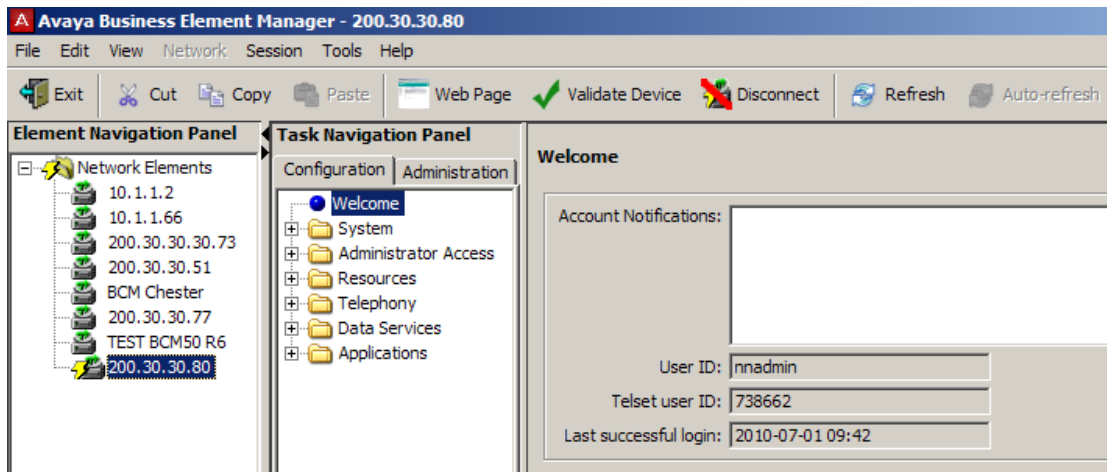 A Avaya Business Element Manager - 200.30.30.80
File Edit View Network Session Tools Help
Exit Cut Copy Paste Web Page Validate Device Disconnect Refresh Auto-refresh
Element Navigation Panel
Network Elements
10.1.1.2
10.1.1.66
200.30.30.30.73
200.30.30.51
BCM Chester
200.30.30.77
TEST BCM50 R6
200.30.30.80
Task Navigation Panel
Configuration Administration
Welcome
System
Administrator Access
Resources
Telephony
Data Services
Applications
Welcome
Account Notifications:
User ID: nnadmin
Telset user ID: 738662
Last successful login: 2010-07-01 09:42